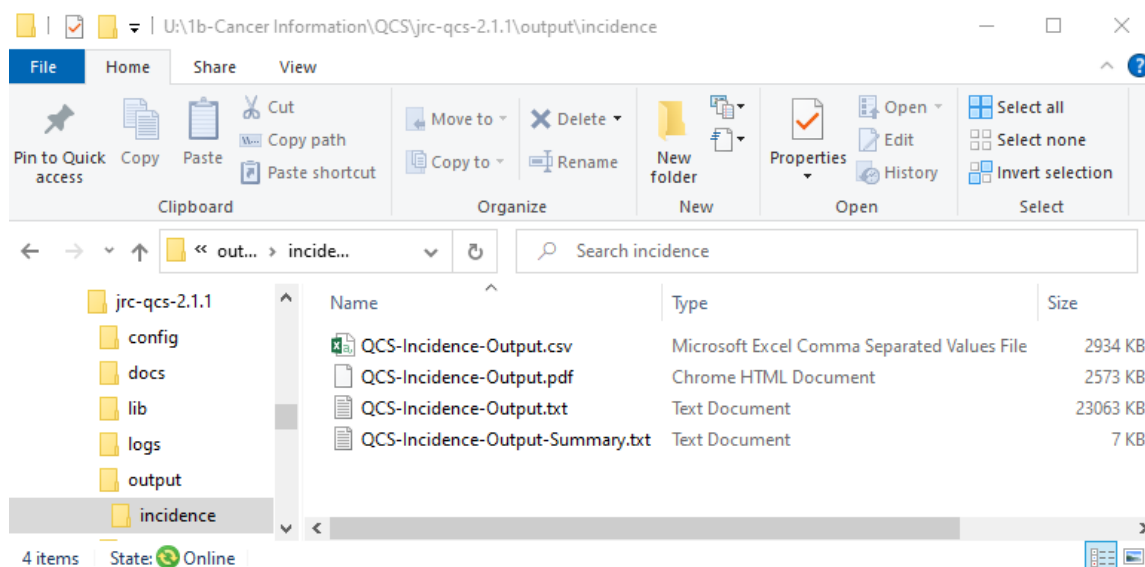 U:\1b-Cancer Information\QCS\jrc-qcs-2.1.1\output\incidence
File Home Share View
Pin to Quick access
Copy
Paste
Cut
Copy path
Paste shortcut
Clipboard
Move to
Copy to
Delete
Rename
Organize
New folder
New
Properties
Open
Edit
History
Open
Select all
Select none
Invert selection
Select
« out... › incide...
Search incidence
jrc-qcs-2.1.1
config
docs
lib
logs
output
incidence
Name Type Size
QCS-Incidence-Output.csv Microsoft Excel Comma Separated Values File 2934 KB
QCS-Incidence-Output.pdf Chrome HTML Document 2573 KB
QCS-Incidence-Output.txt Text Document 23063 KB
QCS-Incidence-Output-Summary.txt Text Document 7 KB
4 items State: Online